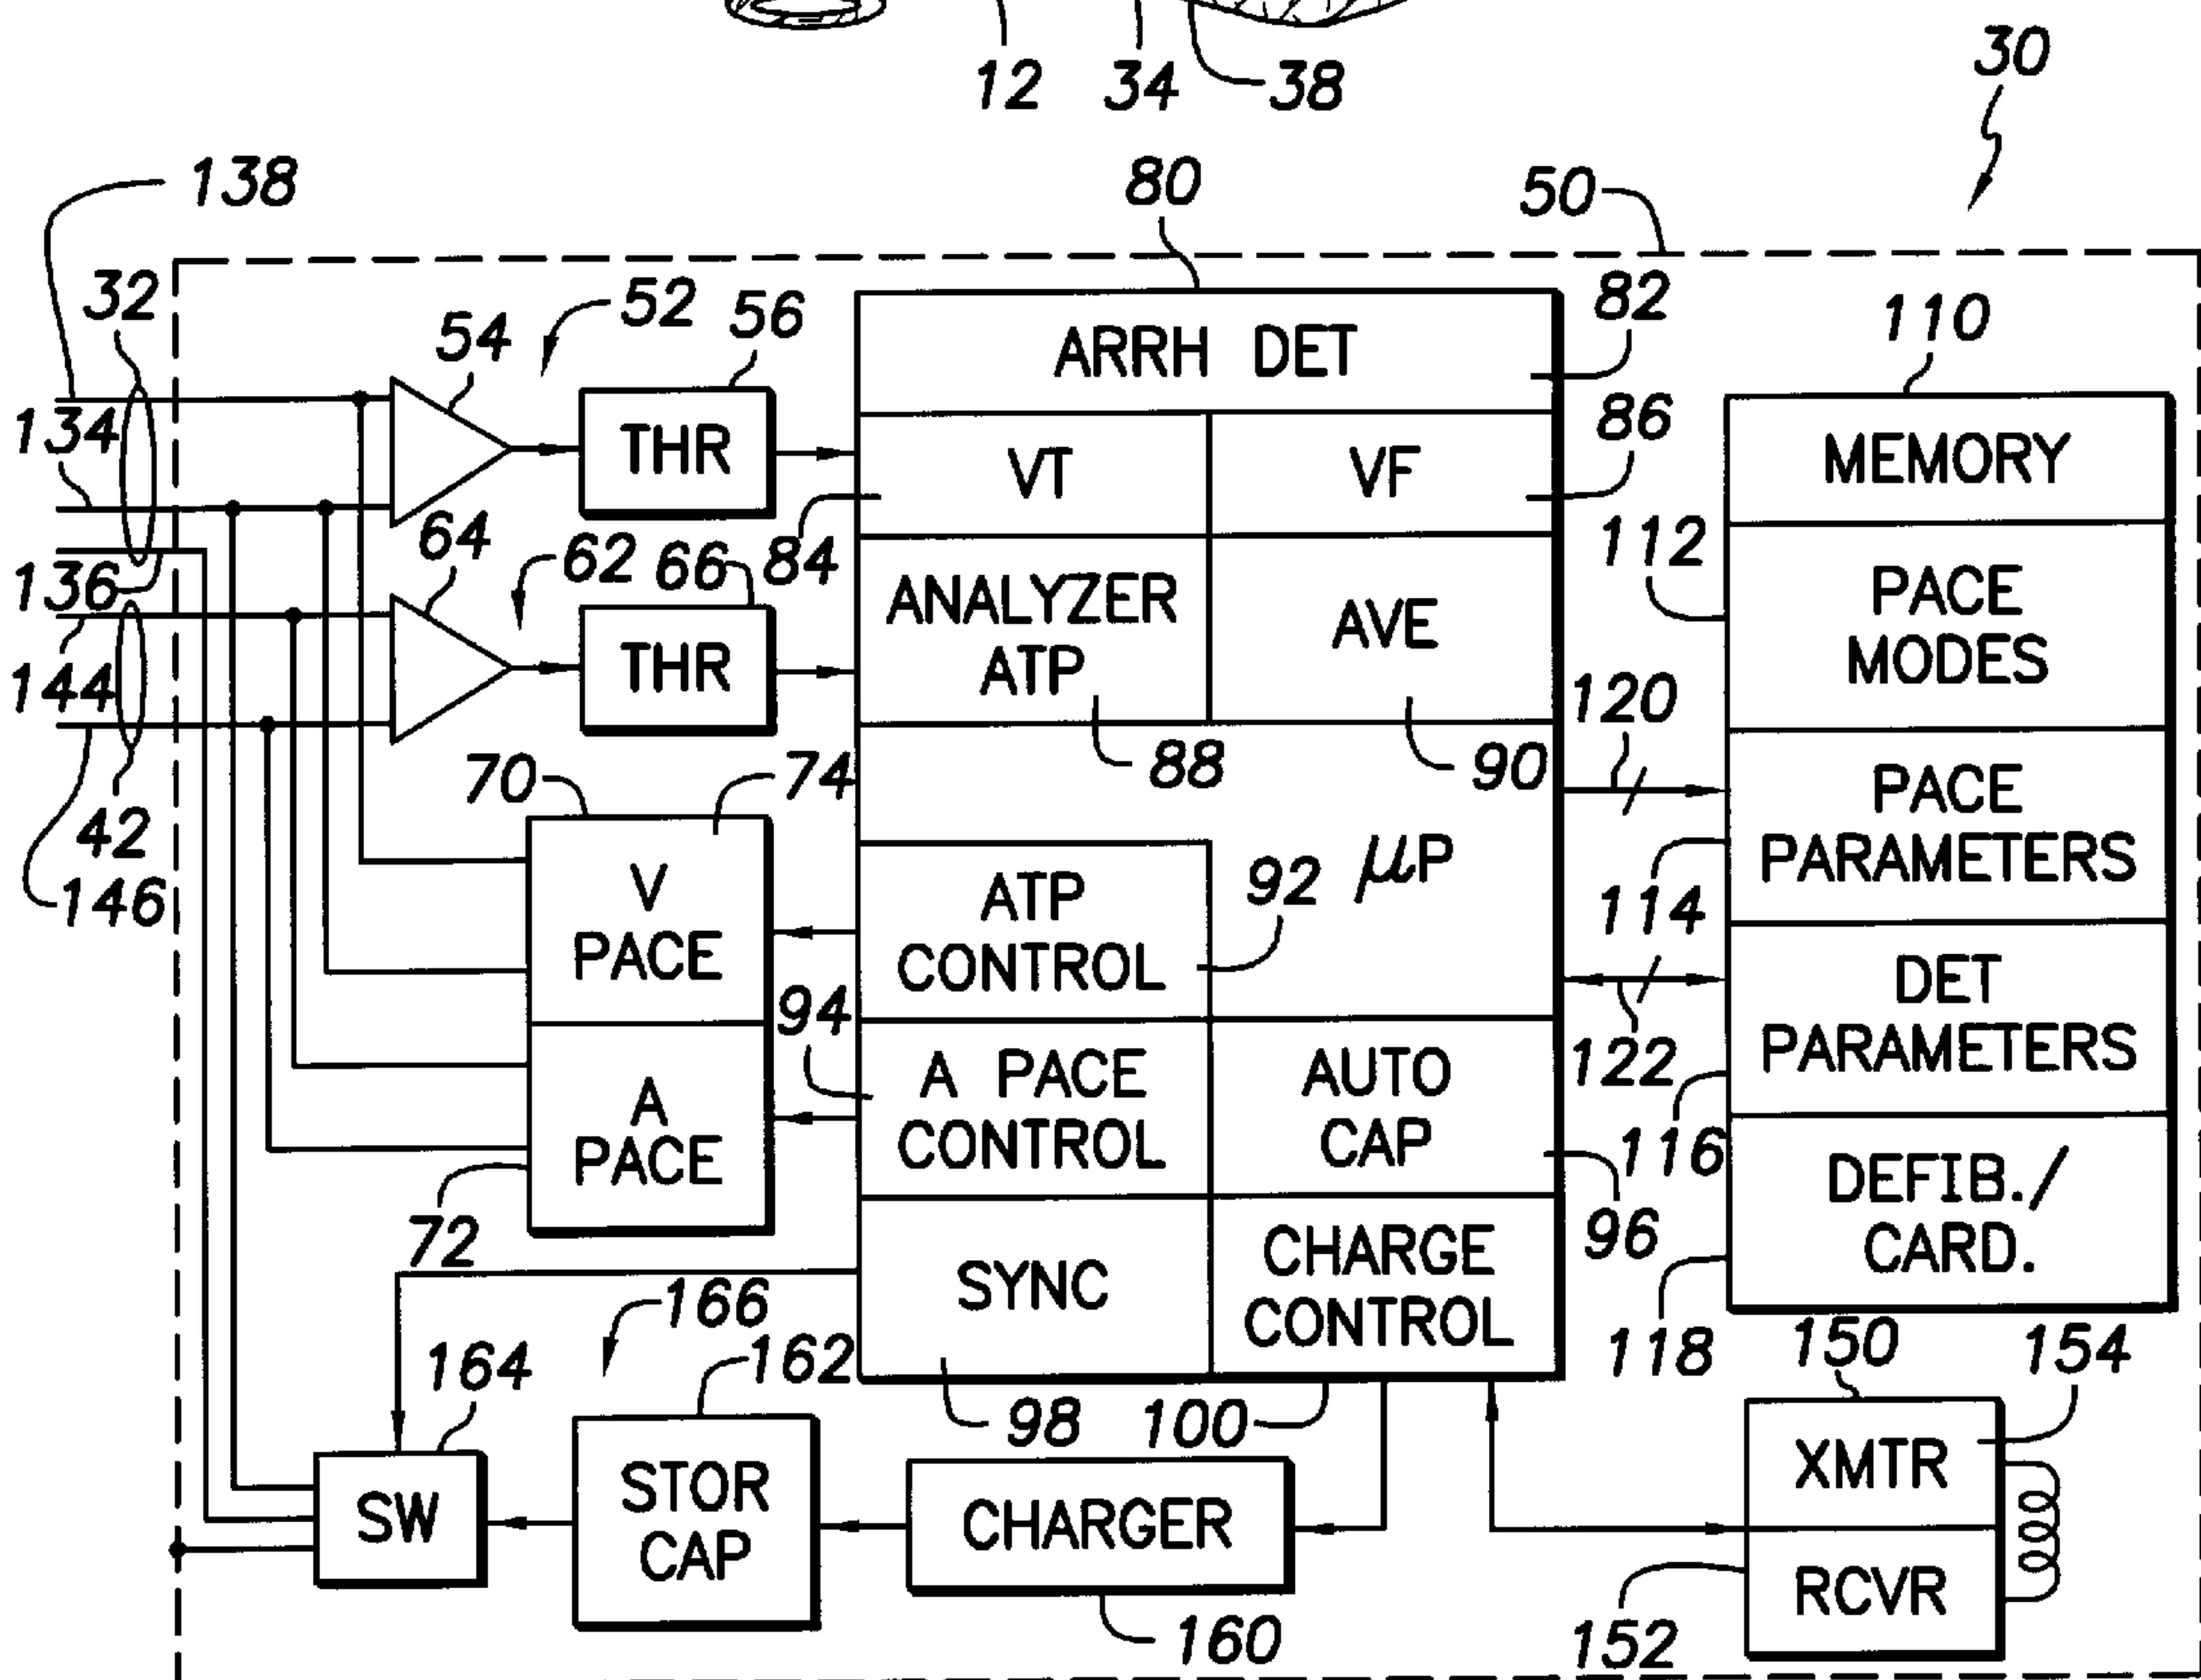 12
34
38
30
138
80
50
32
52
56
82
110
54
ARRH DET
134
THR
VT
VF
86
MEMORY
64
62
66
84
112
136
ANALYZER
ATP
AVE
PACE
MODES
144
THR
120
70
74
88
90
42
PACE
PARAMETERS
146
V
PACE
ATP
CONTROL
92
μP
114
94
DET
PARAMETERS
122
A
PACE
A PACE
CONTROL
AUTO
CAP
116
72
96
DEFIB./
CARD.
166
SYNC
CHARGE
CONTROL
118
150
154
164
162
98
100
SW
STOR
CAP
CHARGER
XMTR
RCVR
160
152